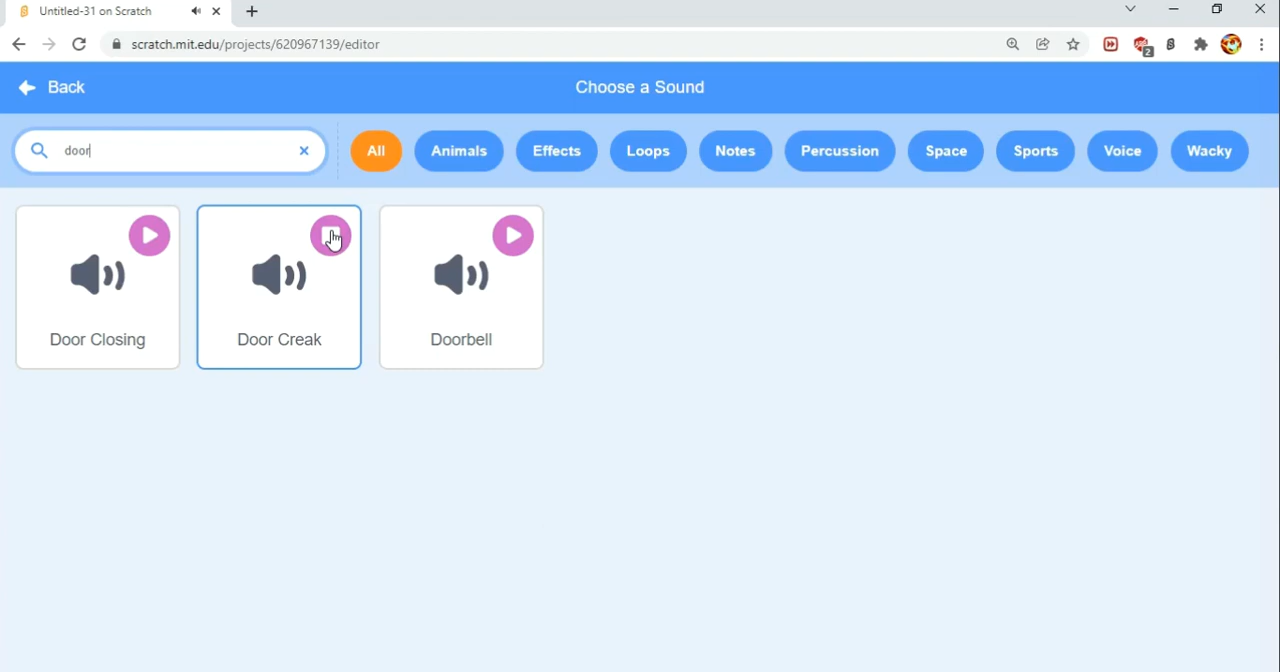 Untitled-31 on Scratch
scratch.mit.edu/projects/620967139/editor
2
Back
Choose a Sound
door
All
Animals
Effects
Loops
Notes
Percussion
Space
Sports
Voice
Wacky
Door Closing
Door Creak
Doorbell